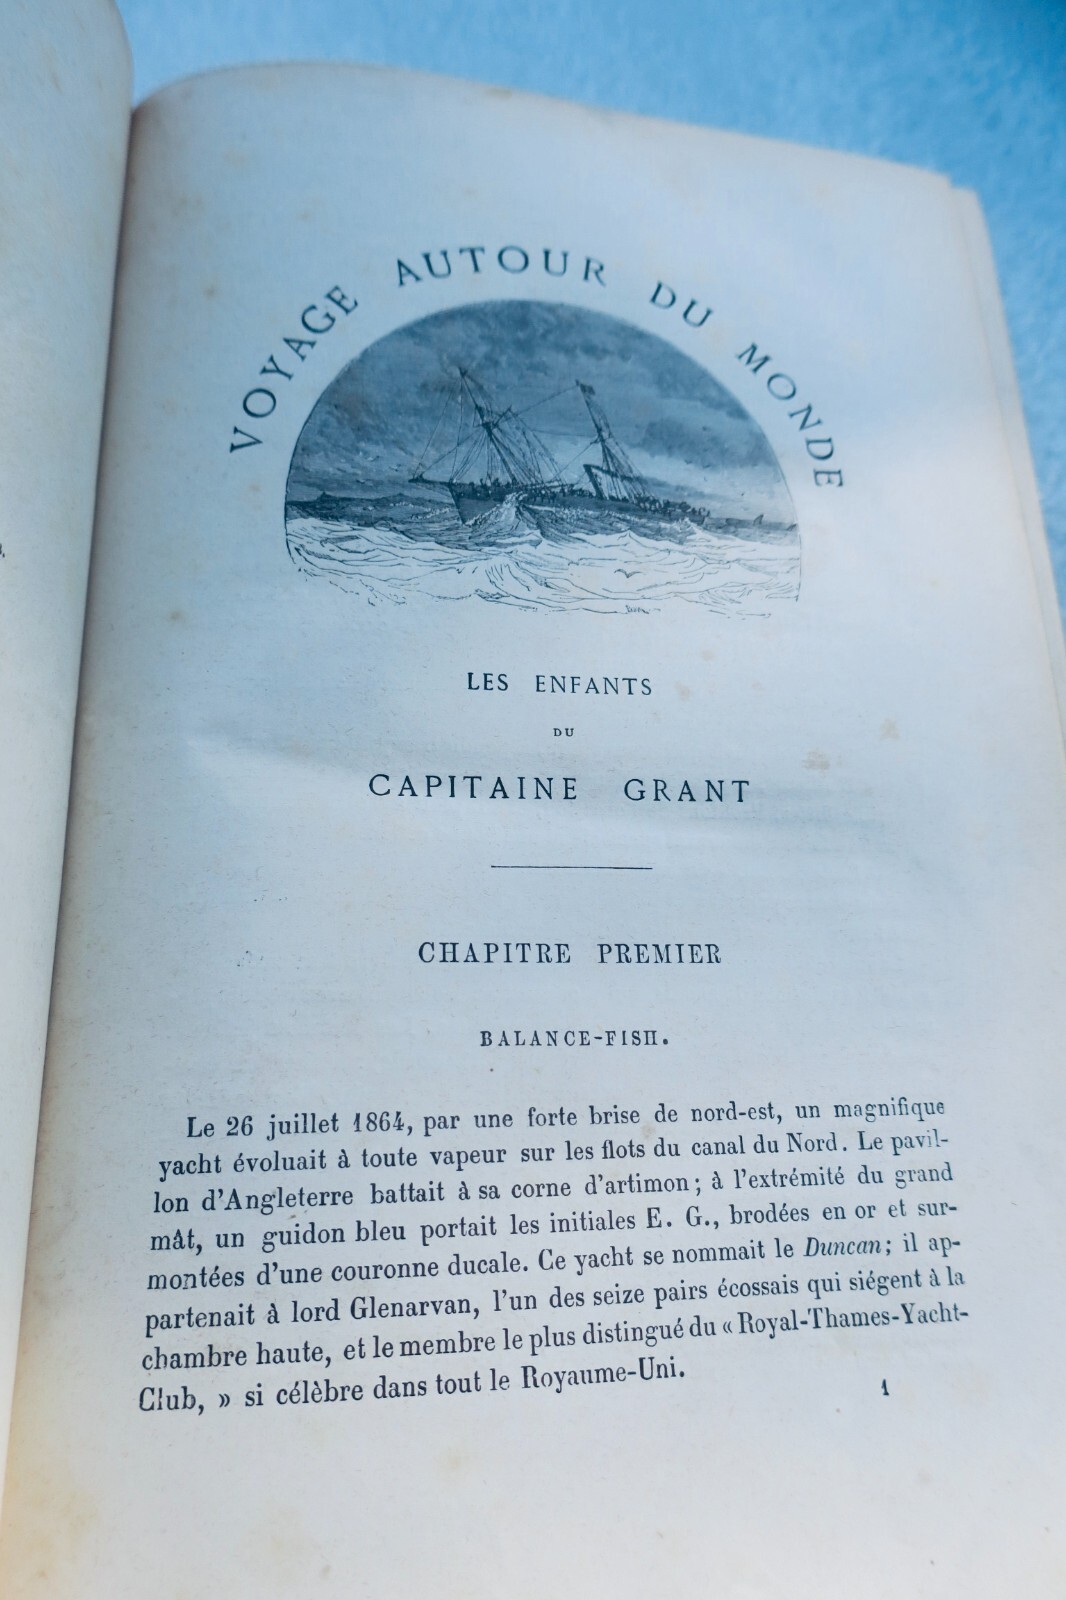 VOYAGE AUTOUR DU MONDE
LES ENFANTS
DU
CAPITAINE GRANT
CHAPITRE PREMIER
BALANCE-FISH.
Le 26 juillet 1864, par une forte brise de nord-est, un magnifique
yacht évoluait à toute vapeur sur les flots du canal du Nord. Le pavil-
lon d'Angleterre battait à sa corne d'artimon; à l'extrémité du grand
mât, un guidon bleu portait les initiales E. G., brodées en or et sur-
montées d'une couronne ducale. Ce yacht se nommait le Duncan; il ap-
partenait à lord Glenarvan, l'un des seize pairs écossais qui siégent à la
chambre haute, et le membre le plus distingué du « Royal-Thames-Yacht-
Club, » si célèbre dans tout le Royaume-Uni.
1